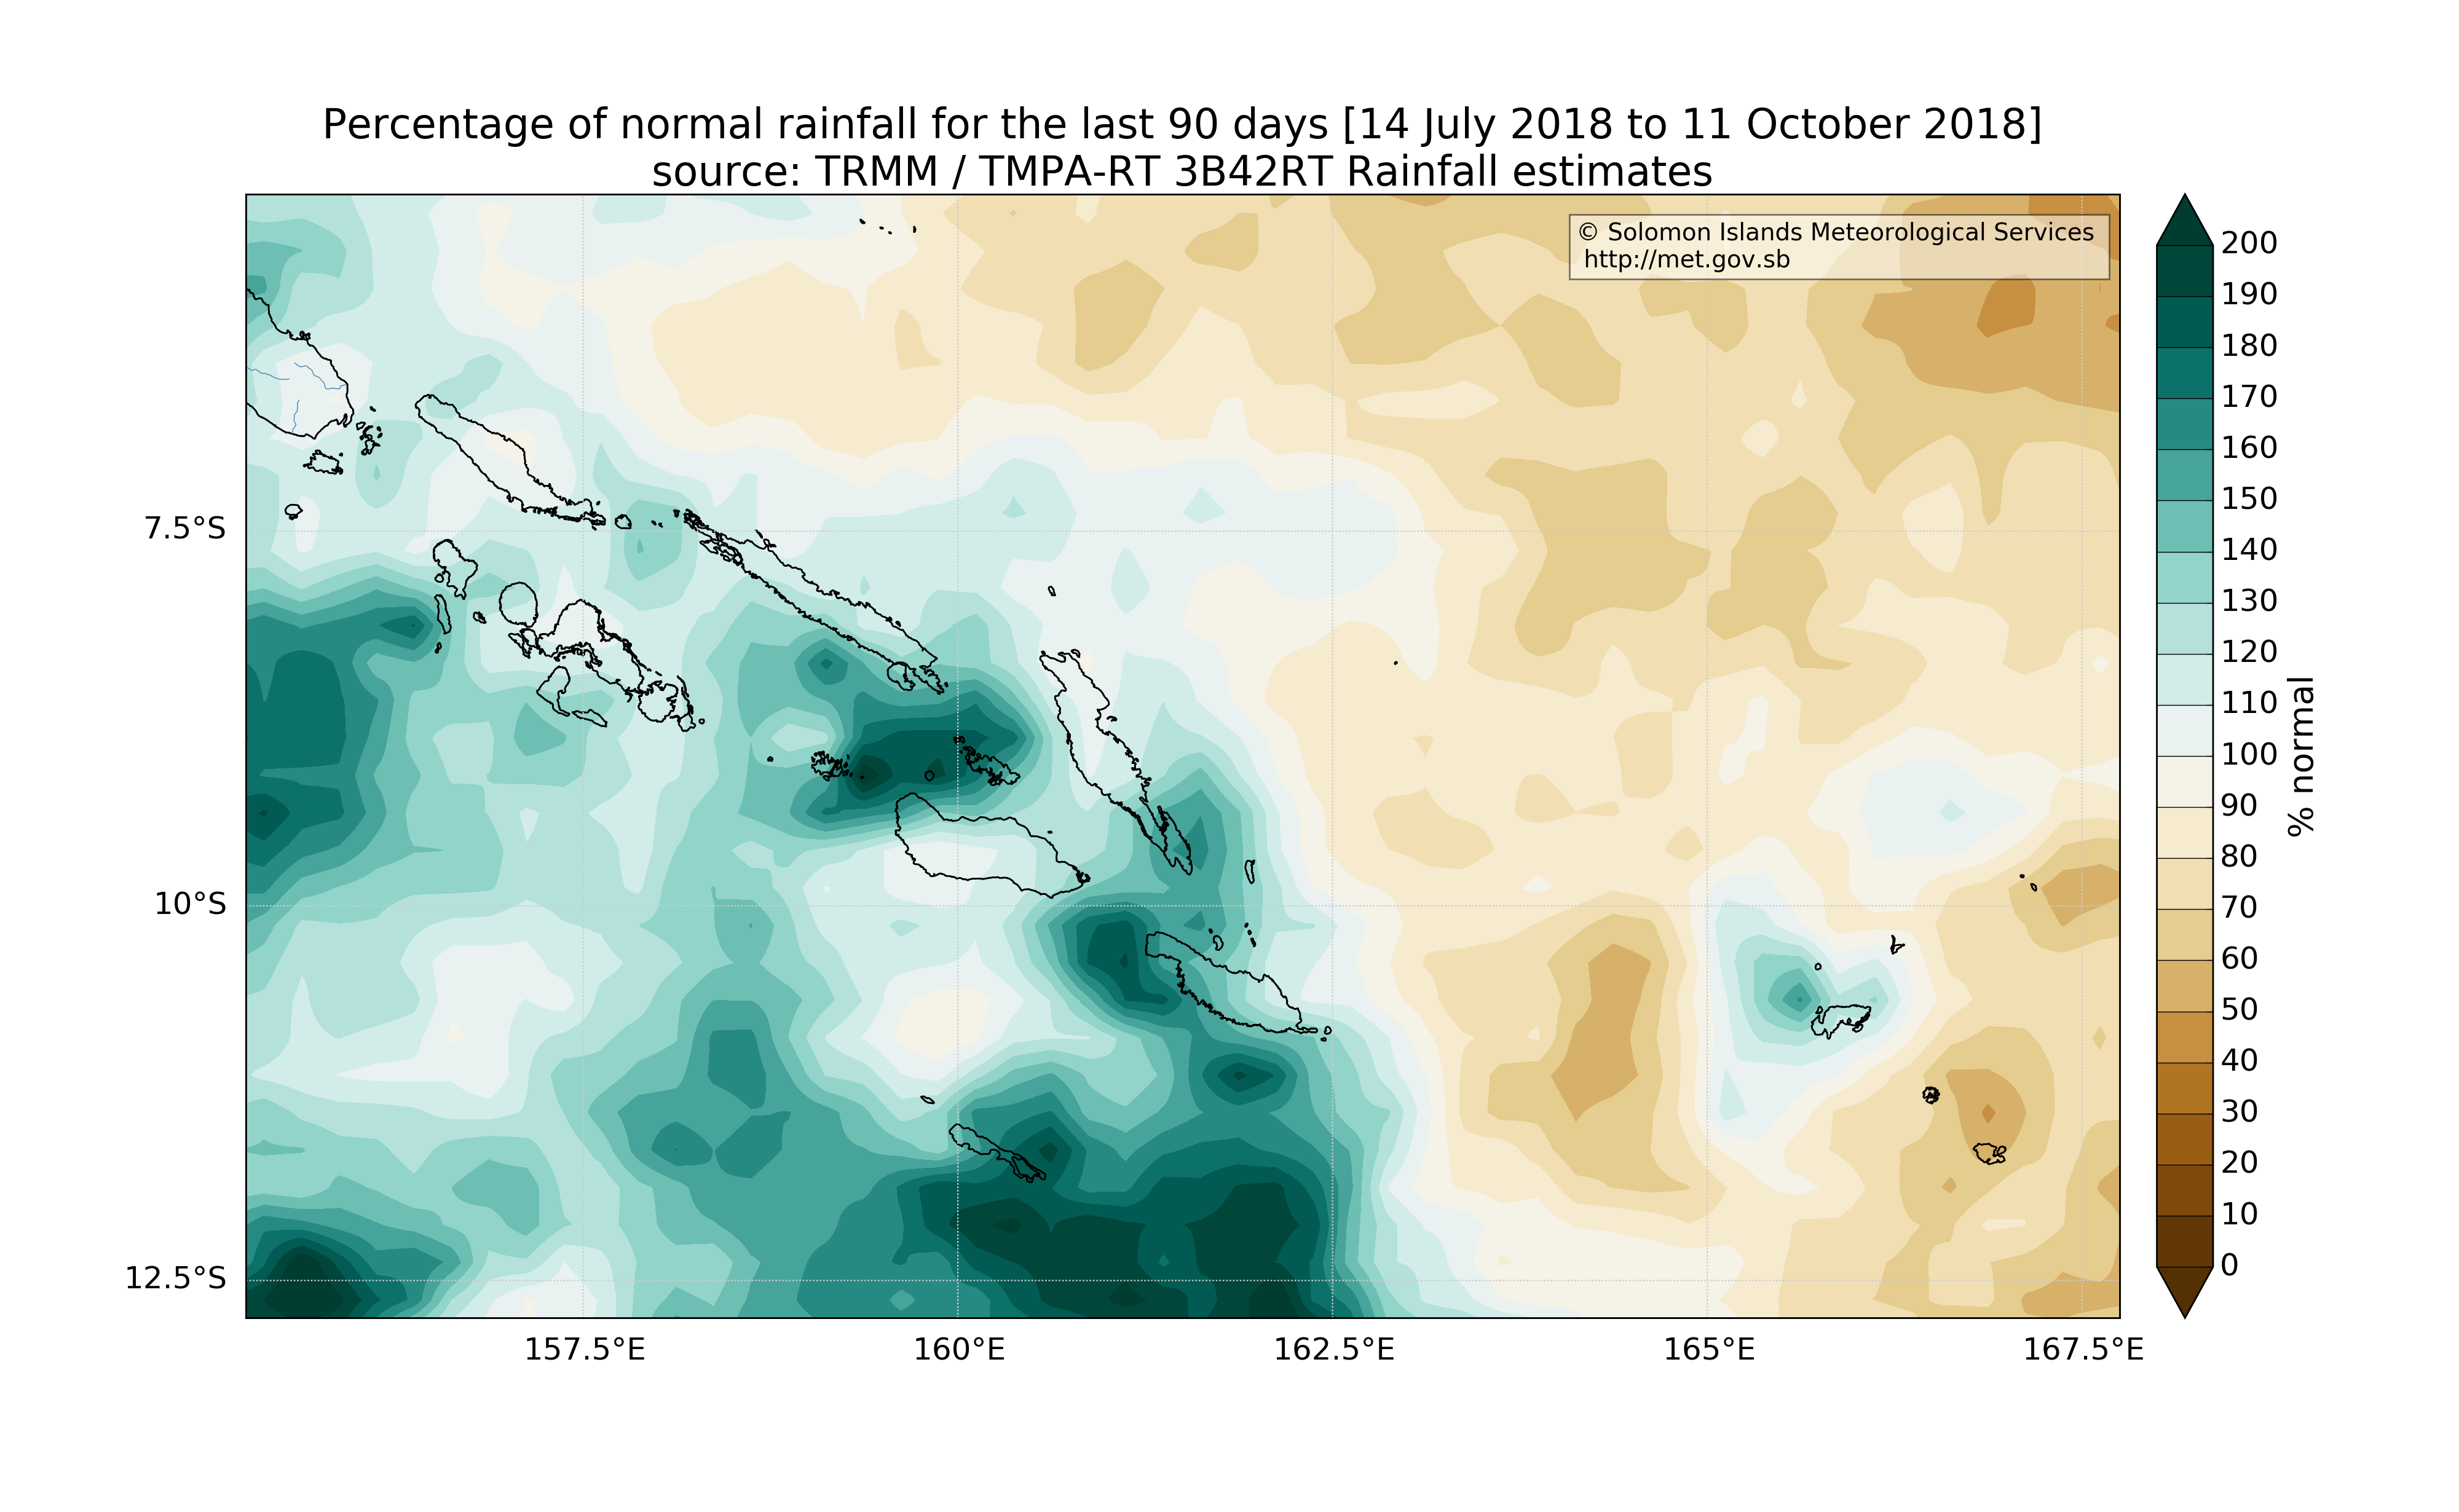 Percentage of normal rainfall for the last 90 days [14 July 2018 to 11 October 2018]
source: TRMM / TMPA-RT 3B42RT Rainfall estimates
© Solomon Islands Meteorological Services
http://met.gov.sb
7.5°S
10°S
12.5°S
157.5°E
160°E
162.5°E
165°E
167.5°E
200
190
180
170
160
150
140
130
120
110
100
90
80
70
60
50
40
30
20
10
0
% normal